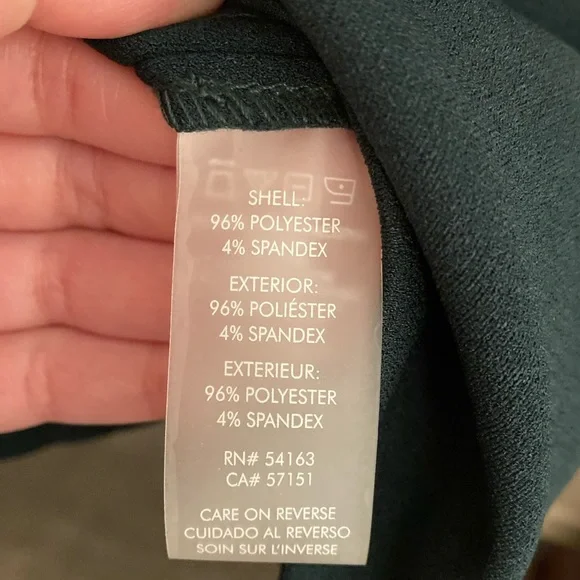 SHELL:
96% POLYESTER
4% SPANDEX
EXTERIOR:
96% POLIÉSTER
4% SPANDEX
EXTERIEUR:
96% POLYESTER
4% SPANDEX
RN# 54163
CA# 57151
CARE ON REVERSE
CUIDADO AL REVERSO
SOIN SUR L'INVERSE